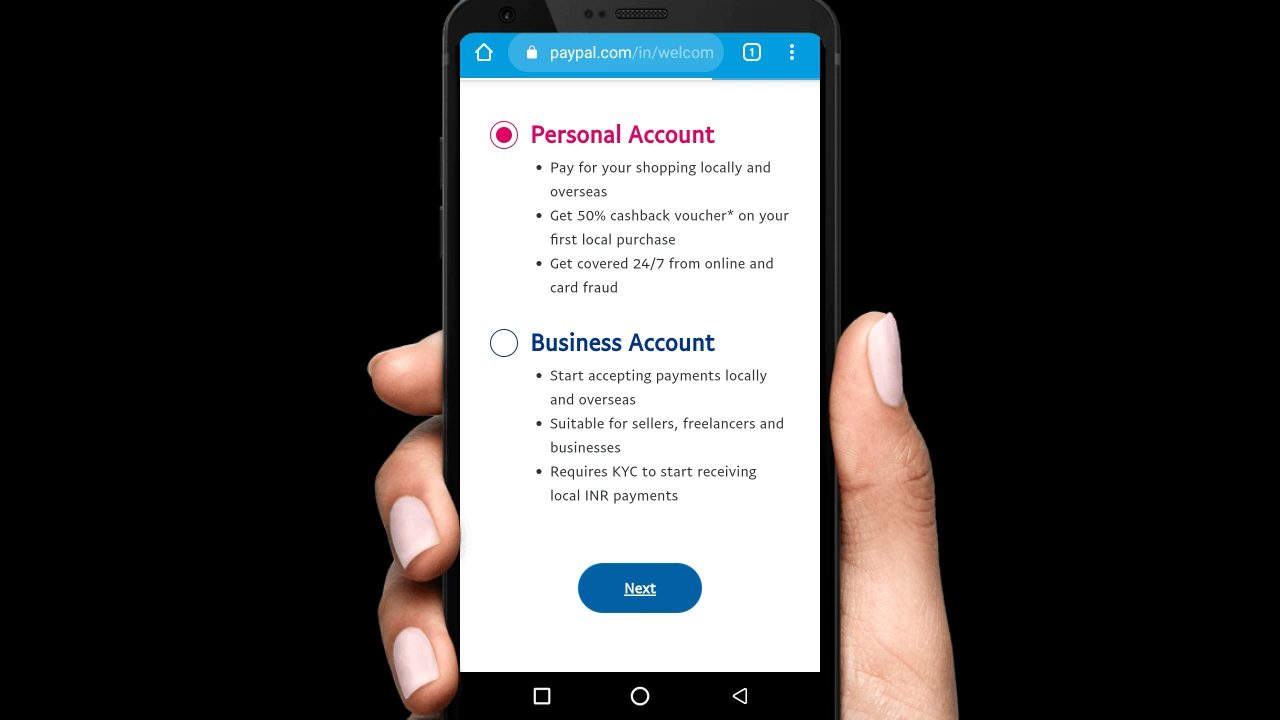 paypal.com/in/welcom
1
Personal Account
• Pay for your shopping locally and
overseas
• Get 50% cashback voucher* on your
first local purchase
• Get covered 24/7 from online and
card fraud
Business Account
• Start accepting payments locally
and overseas
• Suitable for sellers, freelancers and
businesses
• Requires KYC to start receiving
local INR payments
Next